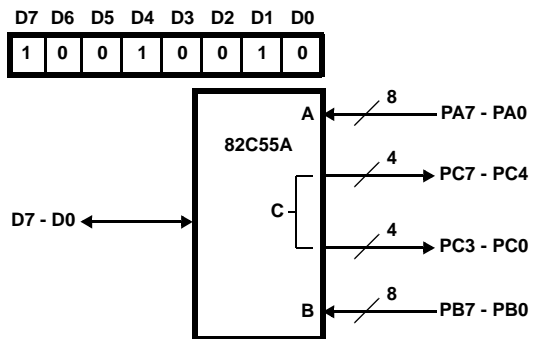 D7 D6 D5 D4 D3 D2 D1 D0
1 0 0 1 0 0 1 0
A
8
PA7 - PA0
82C55A
4
PC7 - PC4
C
D7 - D0
4
PC3 - PC0
B
8
PB7 - PB0